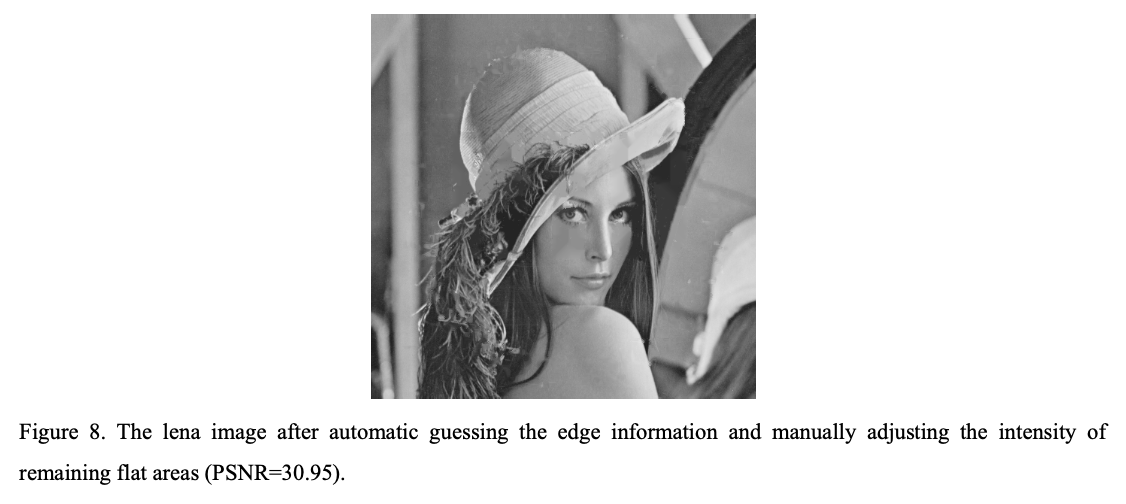 Figure 8. The lena image after automatic guessing the edge information and manually adjusting the intensity of
remaining flat areas (PSNR=30.95).